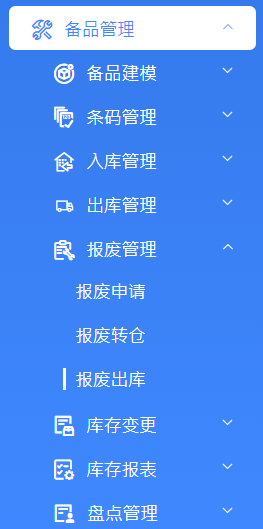 备品管理
备品建模
条码管理
入库管理
出库管理
报废管理
报废申请
报废转仓
报废出库
库存变更
库存报表
盘点管理